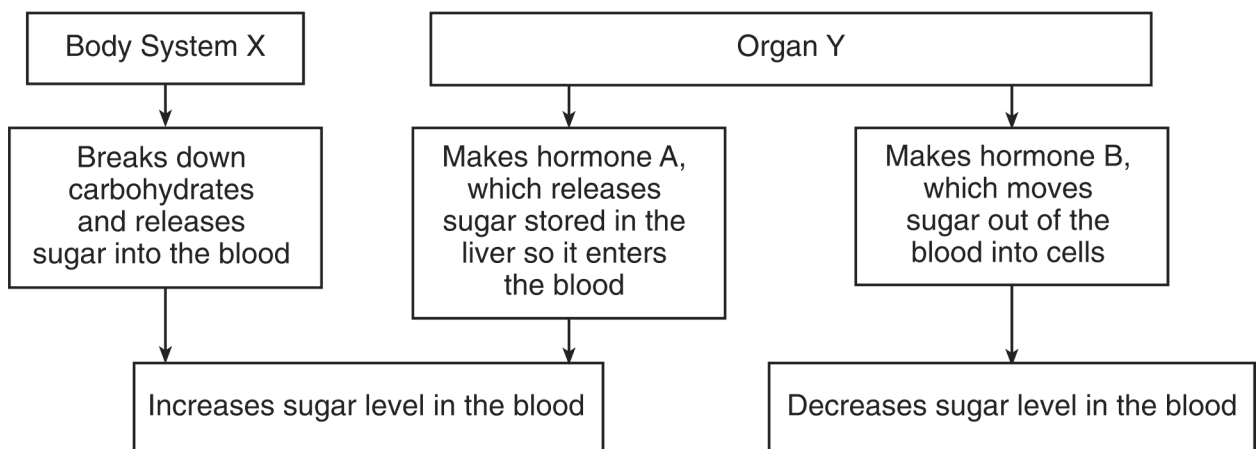 Body System X
Organ Y
Breaks down
carbohydrates
and releases
sugar into the blood
Makes hormone A,
which releases
sugar stored in the
liver so it enters
the blood
Makes hormone B,
which moves
sugar out of the
blood into cells
Increases sugar level in the blood
Decreases sugar level in the blood